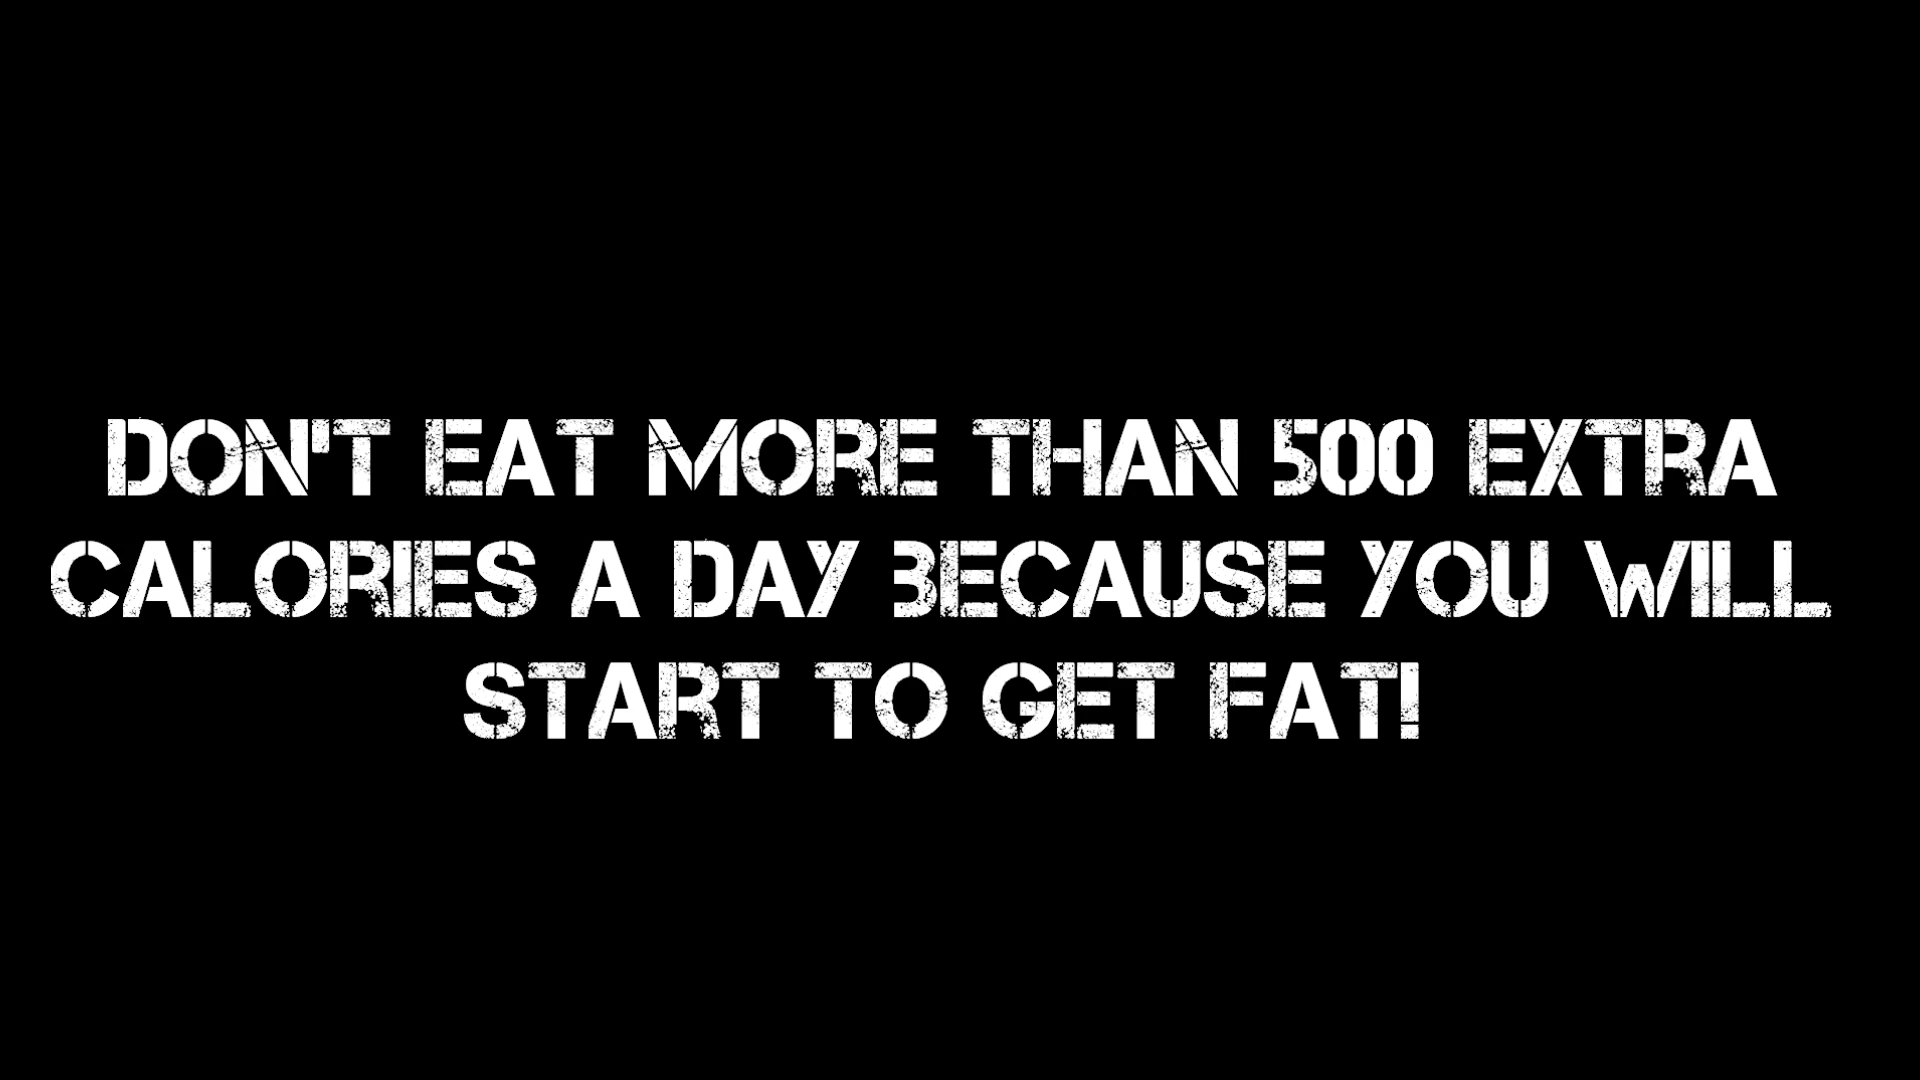 DON'T EAT MORE THAN 500 EXTRA
CALORIES A DAY BECAUSE YOU WILL
START TO GET FAT!